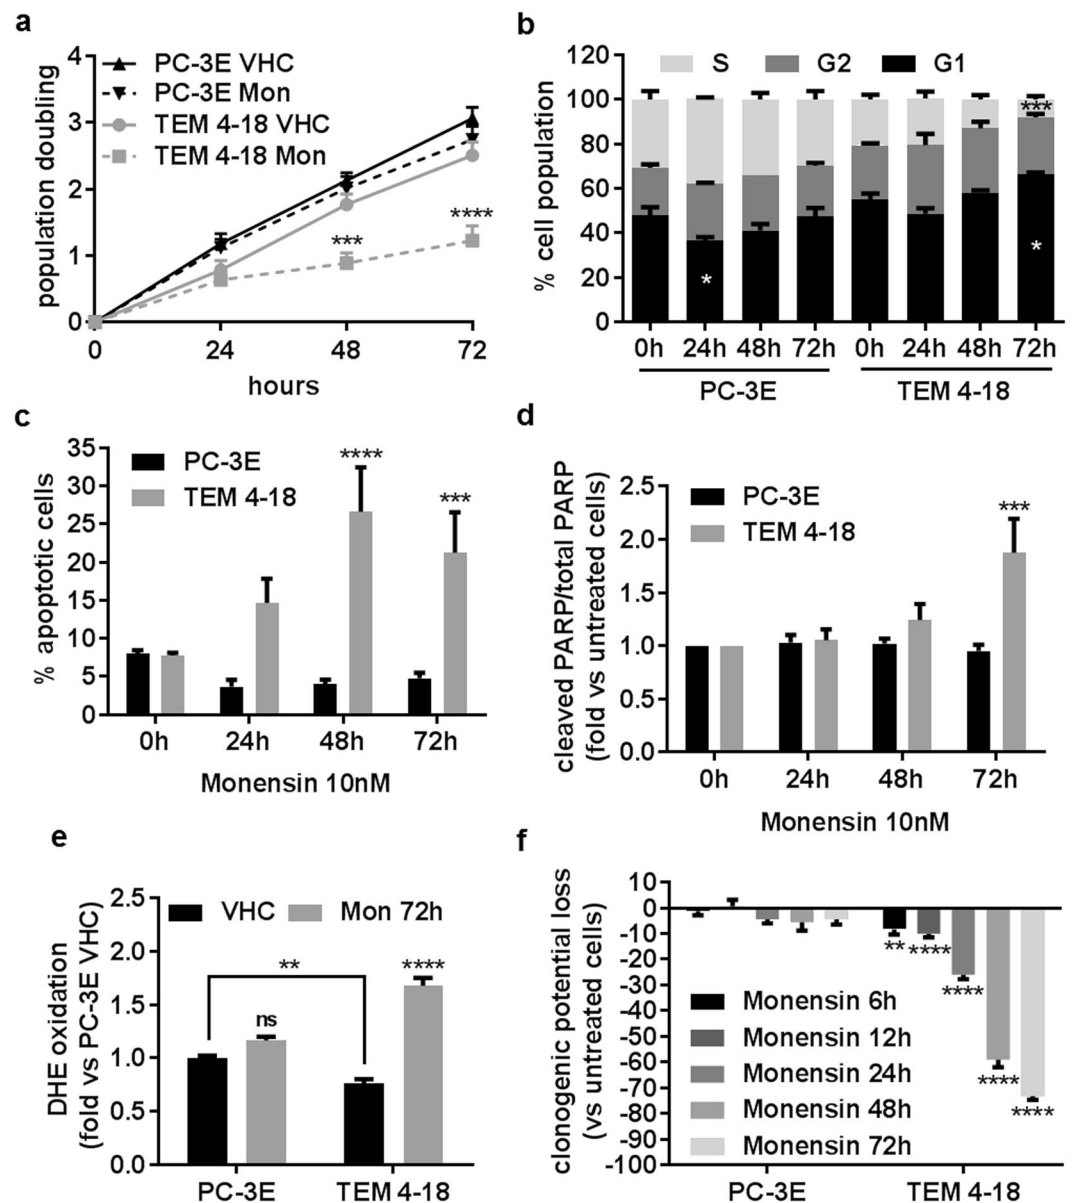 a
population doubling
4
3
2
1
0
PC-3E VHC
PC-3E Mon
TEM 4-18 VHC
TEM 4-18 Mon
***
****
0 24 48 72
hours
b
% cell population
120
100
80
60
40
20
0
S G2 G1
***
*
*
0h 24h 48h 72h 0h 24h 48h 72h
PC-3E TEM 4-18
c
% apoptotic cells
35
30
25
20
15
10
5
0
PC-3E
TEM 4-18
****
***
0h 24h 48h 72h
Monensin 10nM
d
cleaved PARP/total PARP
(fold vs untreated cells)
2.5
2.0
1.5
1.0
0.5
0.0
PC-3E
TEM 4-18
***
0h 24h 48h 72h
Monensin 10nM
e
DHE oxidation
(fold vs PC-3E VHC)
2.5
2.0
1.5
1.0
0.5
0.0
VHC Mon 72h
**
****
ns
PC-3E TEM 4-18
f
clonogenic potential loss
(vs untreated cells)
10
0
-10
-20
-30
-40
-50
-60
-70
-80
-90
-100
** ****
****
****
****
Monensin 6h
Monensin 12h
Monensin 24h
Monensin 48h
Monensin 72h
PC-3E TEM 4-18